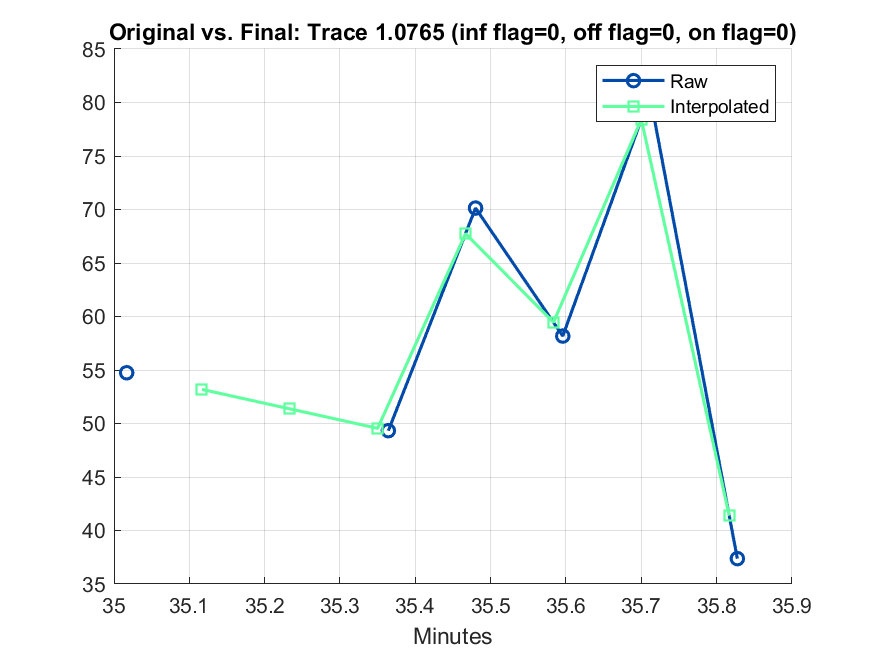 Original vs. Final: Trace 1.0765 (inf flag=0, off flag=0, on flag=0)
Raw
Interpolated
85
80
75
70
65
60
55
50
45
40
35
35 35.1 35.2 35.3 35.4 35.5 35.6 35.7 35.8 35.9
Minutes